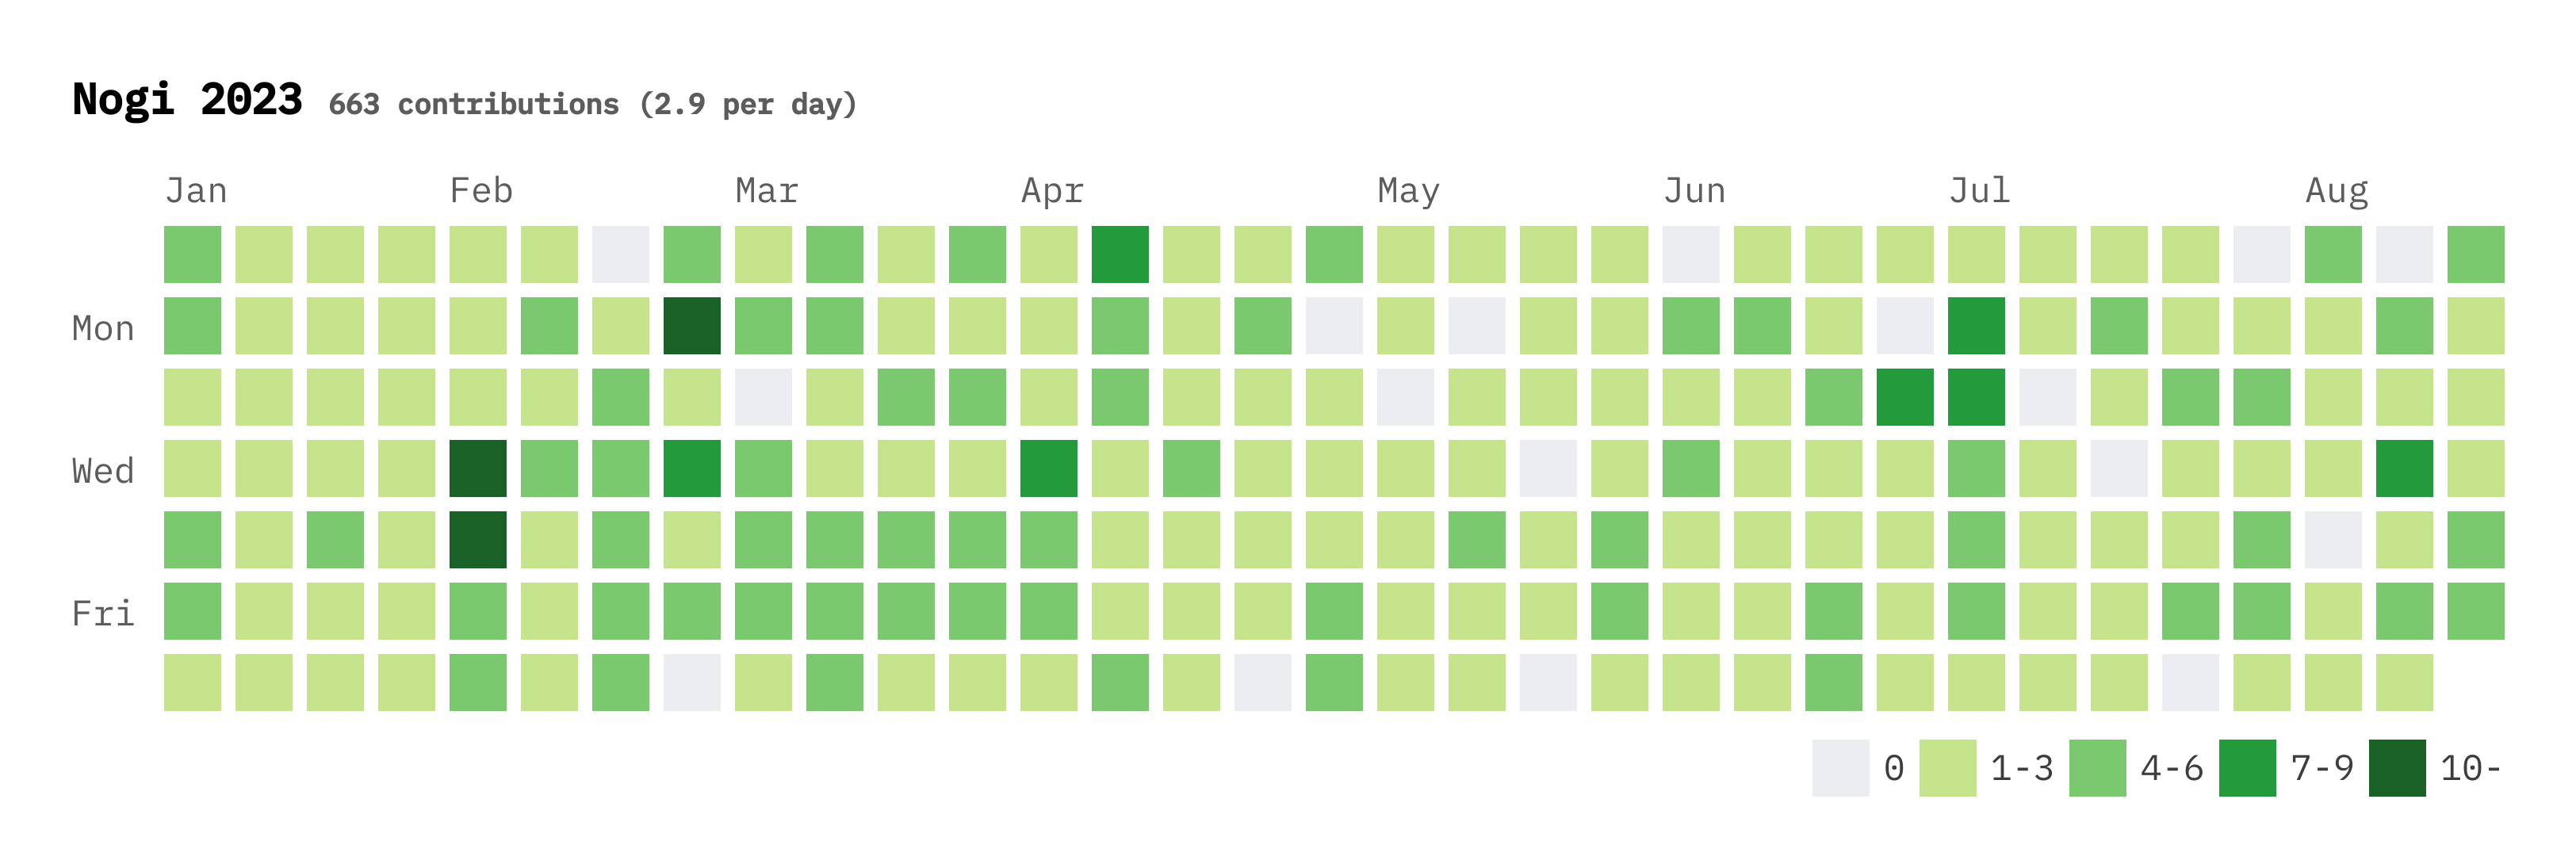 Nogi 2023 663 contributions (2.9 per day)
Jan Feb Mar Apr May Jun Jul Aug
Mon
Wed
Fri
0 1-3 4-6 7-9 10-